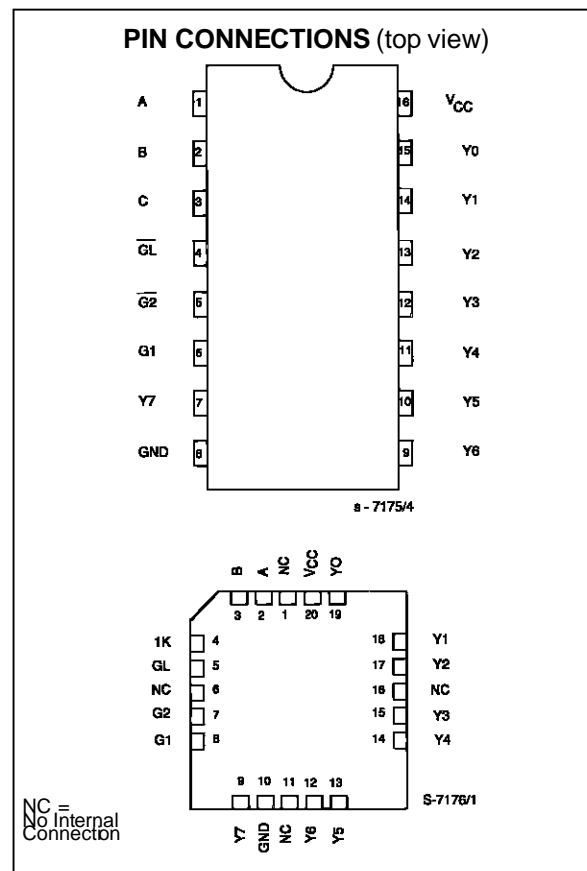 PIN CONNECTIONS (top view)
A 1 16 VCC
B 2 15 Y0
C 3 14 Y1
GL 4 13 Y2
G2 5 12 Y3
G1 6 11 Y4
Y7 7 10 Y5
GND 8 9 Y6
s - 7175/4
B A NC VCC YO
3 2 1 20 19
1K 4 18 Y1
GL 5 17 Y2
NC 6 16 NC
G2 7 15 Y3
G1 8 14 Y4
9 10 11 12 13
S-7176/1
Y7 GND NC Y6 Y5
NC =
No Internal
Connection